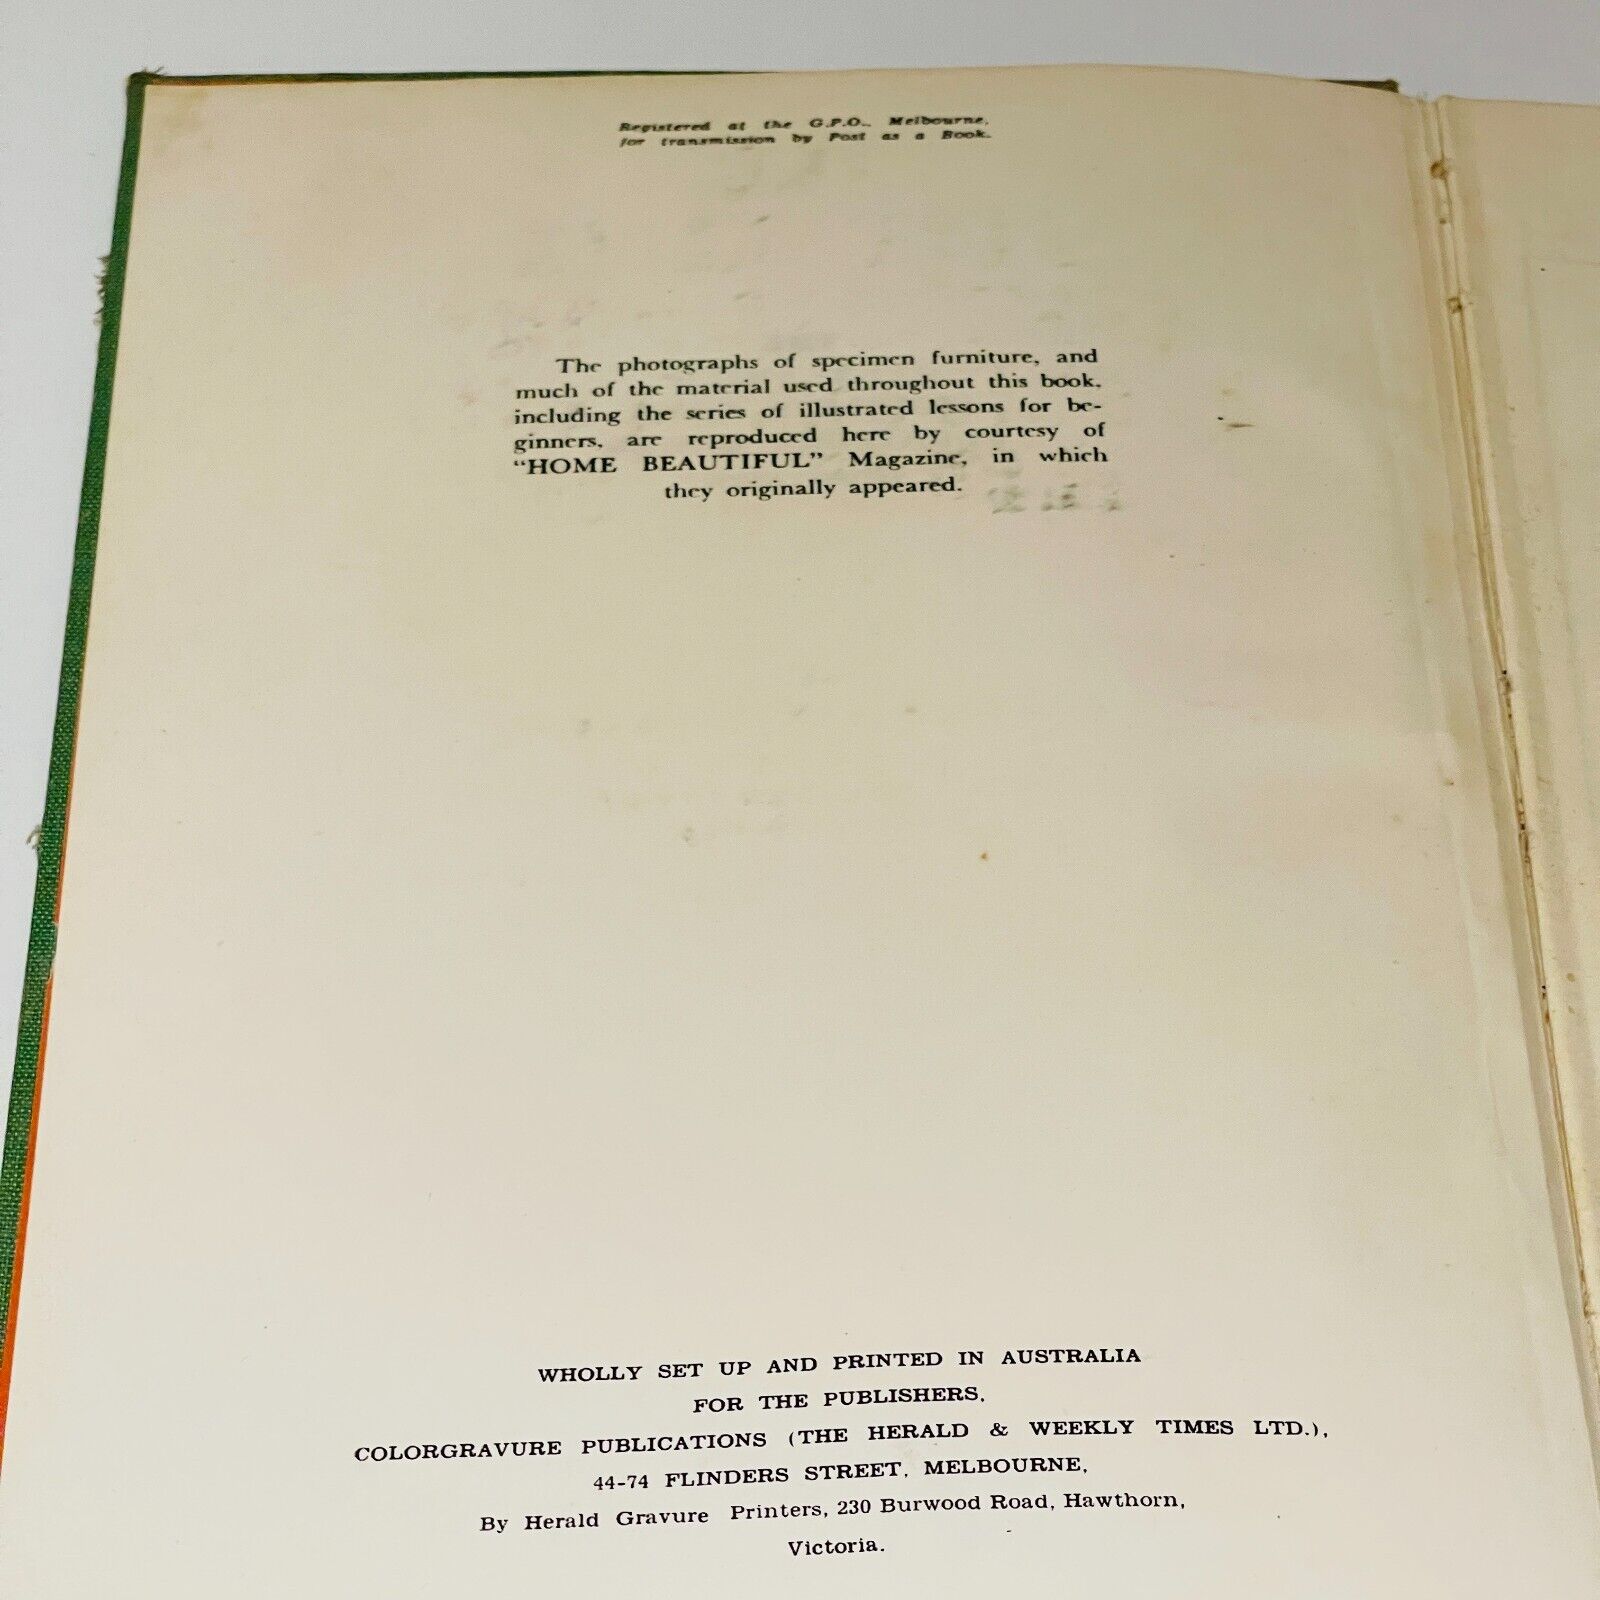 Registered at the G.P.O., Melbourne,
for transmission by Post as a Book.
The photographs of specimen furniture, and
much of the material used throughout this book,
including the series of illustrated lessons for be-
ginners, are reproduced here by courtesy of
“HOME BEAUTIFUL” Magazine, in which
they originally appeared.
WHOLLY SET UP AND PRINTED IN AUSTRALIA
FOR THE PUBLISHERS,
COLORGRAVURE PUBLICATIONS (THE HERALD & WEEKLY TIMES LTD.),
44-74 FLINDERS STREET, MELBOURNE,
By Herald Gravure Printers, 230 Burwood Road, Hawthorn,
Victoria.